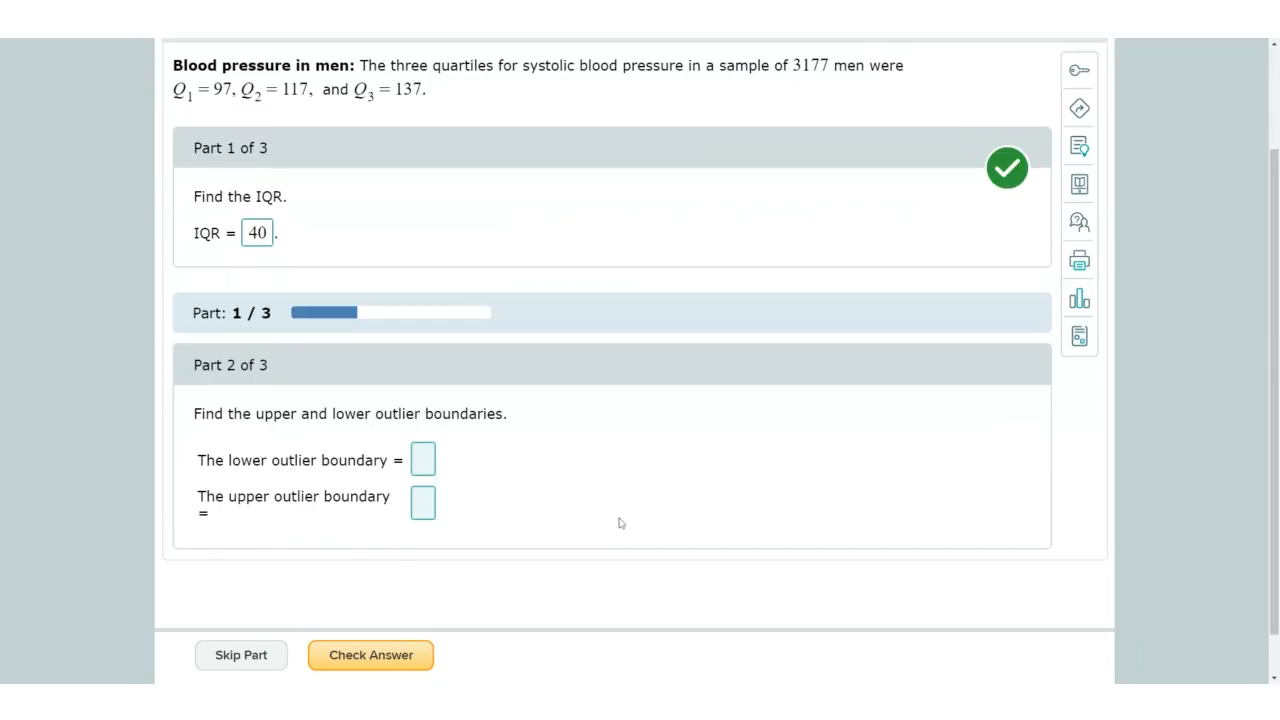 Blood pressure in men: The three quartiles for systolic blood pressure in a sample of 3177 men were
Q1 = 97, Q2 = 117, and Q3 = 137.
Part 1 of 3
Find the IQR.
IQR = 40.
Part: 1 / 3
Part 2 of 3
Find the upper and lower outlier boundaries.
The lower outlier boundary =
The upper outlier boundary
=
Skip Part
Check Answer